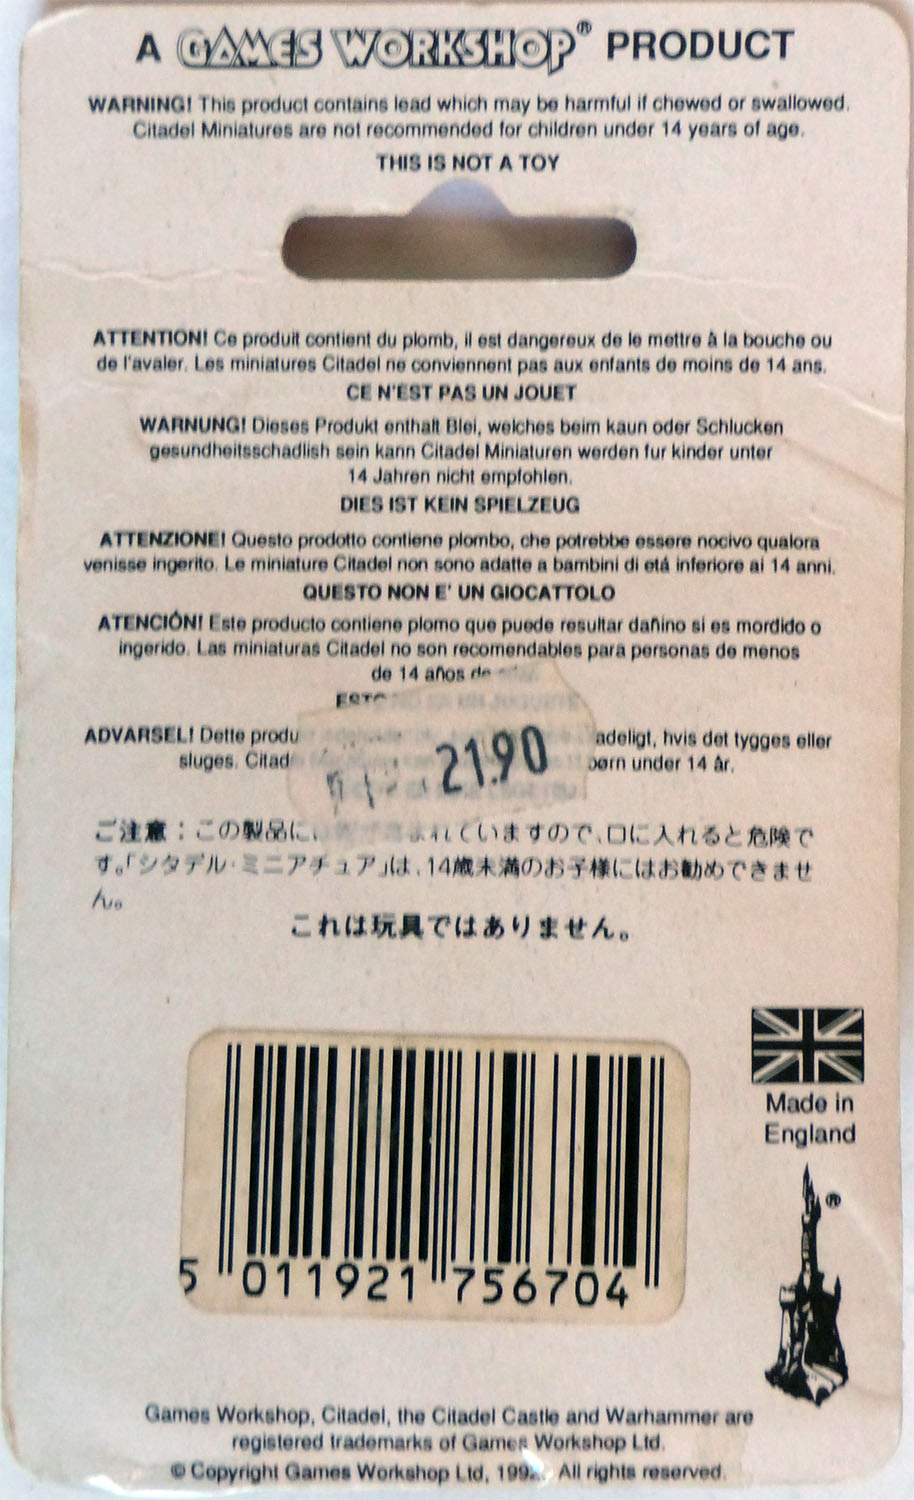 A GAMES WORKSHOP® PRODUCT
WARNING! This product contains lead which may be harmful if chewed or swallowed.
Citadel Miniatures are not recommended for children under 14 years of age.
THIS IS NOT A TOY
ATTENTION! Ce produit contient du plomb, il est dangereux de le mettre à la bouche ou
de l'avaler. Les miniatures Citadel ne conviennent pas aux enfants de moins de 14 ans.
CE N'EST PAS UN JOUET
WARNUNG! Dieses Produkt enthalt Blei, welches beim kaun oder Schlucken
gesundheitsschadlish sein kann Citadel Miniaturen werden fur kinder unter
14 Jahren nicht empfohlen.
DIES IST KEIN SPIELZEUG
ATTENZIONE! Questo prodotto contiene plombo, che potrebbe essere nocivo qualora
venisse ingerito. Le miniature Citadel non sono adatte a bambini di etá inferiore ai 14 anni.
QUESTO NON E' UN GIOCATTOLO
ATENCIÓN! Este producto contiene plomo que puede resultar dañino si es mordido o
ingerido. Las miniaturas Citadel no son recomendables para personas de menos
de 14 años de
ESTO
ADVARSEL! Dette produ adeligt, hvis det tygges eller
sluges. Citad børn under 14 år.
21.90
ご注意：この製品に、まれていますので、口に入れると危険で
す。「シタデル・ミニアチュア」は、14歳未満のお子様にはお勧めできませ
ん。
これは玩具ではありません。
5 011921 756704
Made in
England
®
Games Workshop, Citadel, the Citadel Castle and Warhammer are
registered trademarks of Games Workshop Ltd.
© Copyright Games Workshop Ltd, 199 All rights reserved.